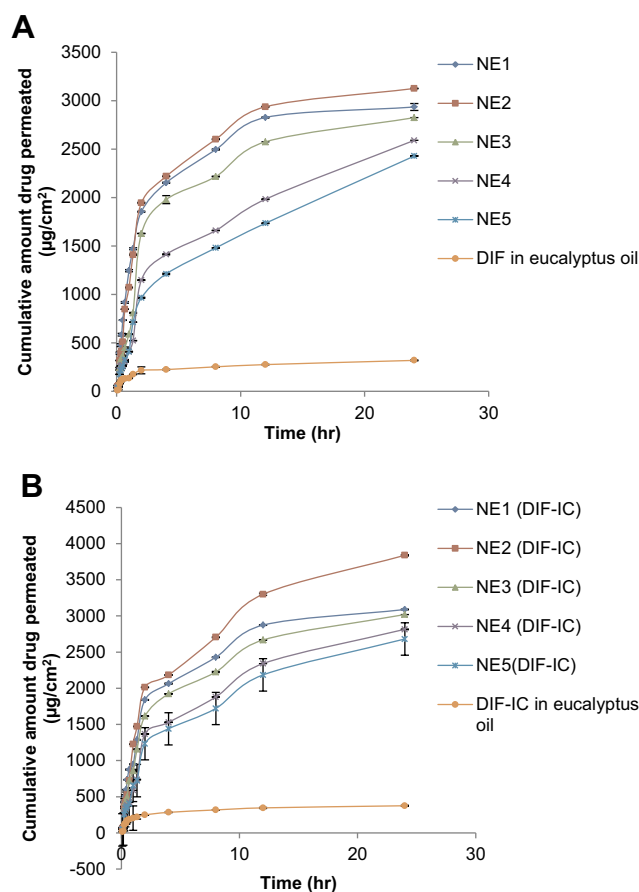 A
Cumulative amount drug permeated
(µg/cm²)
3500
3000
2500
2000
1500
1000
500
0
0
10
20
30
Time (hr)
NE1
NE2
NE3
NE4
NE5
DIF in eucalyptus oil
B
Cumulative amount drug permeated
(µg/cm²)
4500
4000
3500
3000
2500
2000
1500
1000
500
0
-500
0
10
20
30
Time (hr)
NE1 (DIF-IC)
NE2 (DIF-IC)
NE3 (DIF-IC)
NE4 (DIF-IC)
NE5(DIF-IC)
DIF-IC in eucalyptus
oil